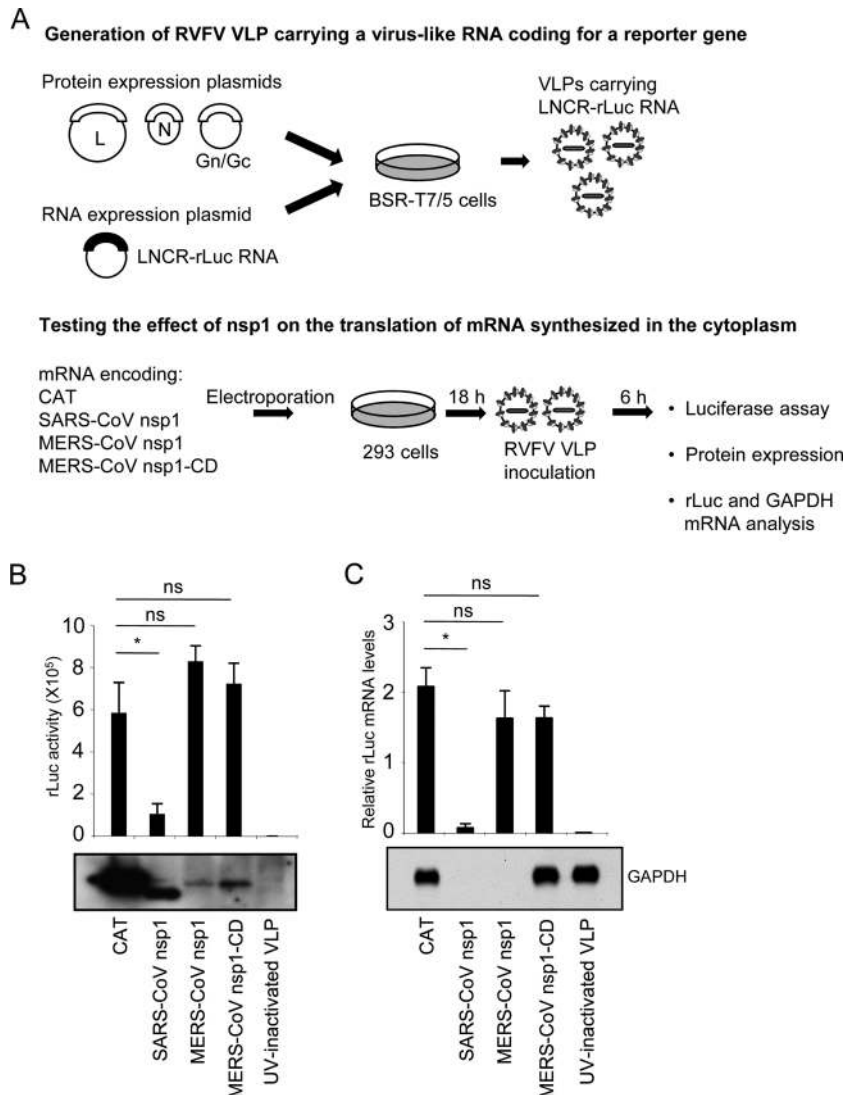 A
Generation of RVFV VLP carrying a virus-like RNA coding for a reporter gene
Protein expression plasmids
L
N
Gn/Gc
RNA expression plasmid
LNCR-rLuc RNA
BSR-T7/5 cells
VLPs carrying
LNCR-rLuc RNA
Testing the effect of nsp1 on the translation of mRNA synthesized in the cytoplasm
mRNA encoding:
CAT
SARS-CoV nsp1
MERS-CoV nsp1
MERS-CoV nsp1-CD
Electroporation
293 cells
18 h
RVFV VLP
inoculation
6 h
• Luciferase assay
• Protein expression
• rLuc and GAPDH
mRNA analysis
B
ns
ns
*
rLuc activity (X10⁵)
10
8
6
4
2
0
CAT
SARS-CoV nsp1
MERS-CoV nsp1
MERS-CoV nsp1-CD
UV-inactivated VLP
C
ns
ns
*
Relative rLuc mRNA levels
3
2
1
0
GAPDH
CAT
SARS-CoV nsp1
MERS-CoV nsp1
MERS-CoV nsp1-CD
UV-inactivated VLP